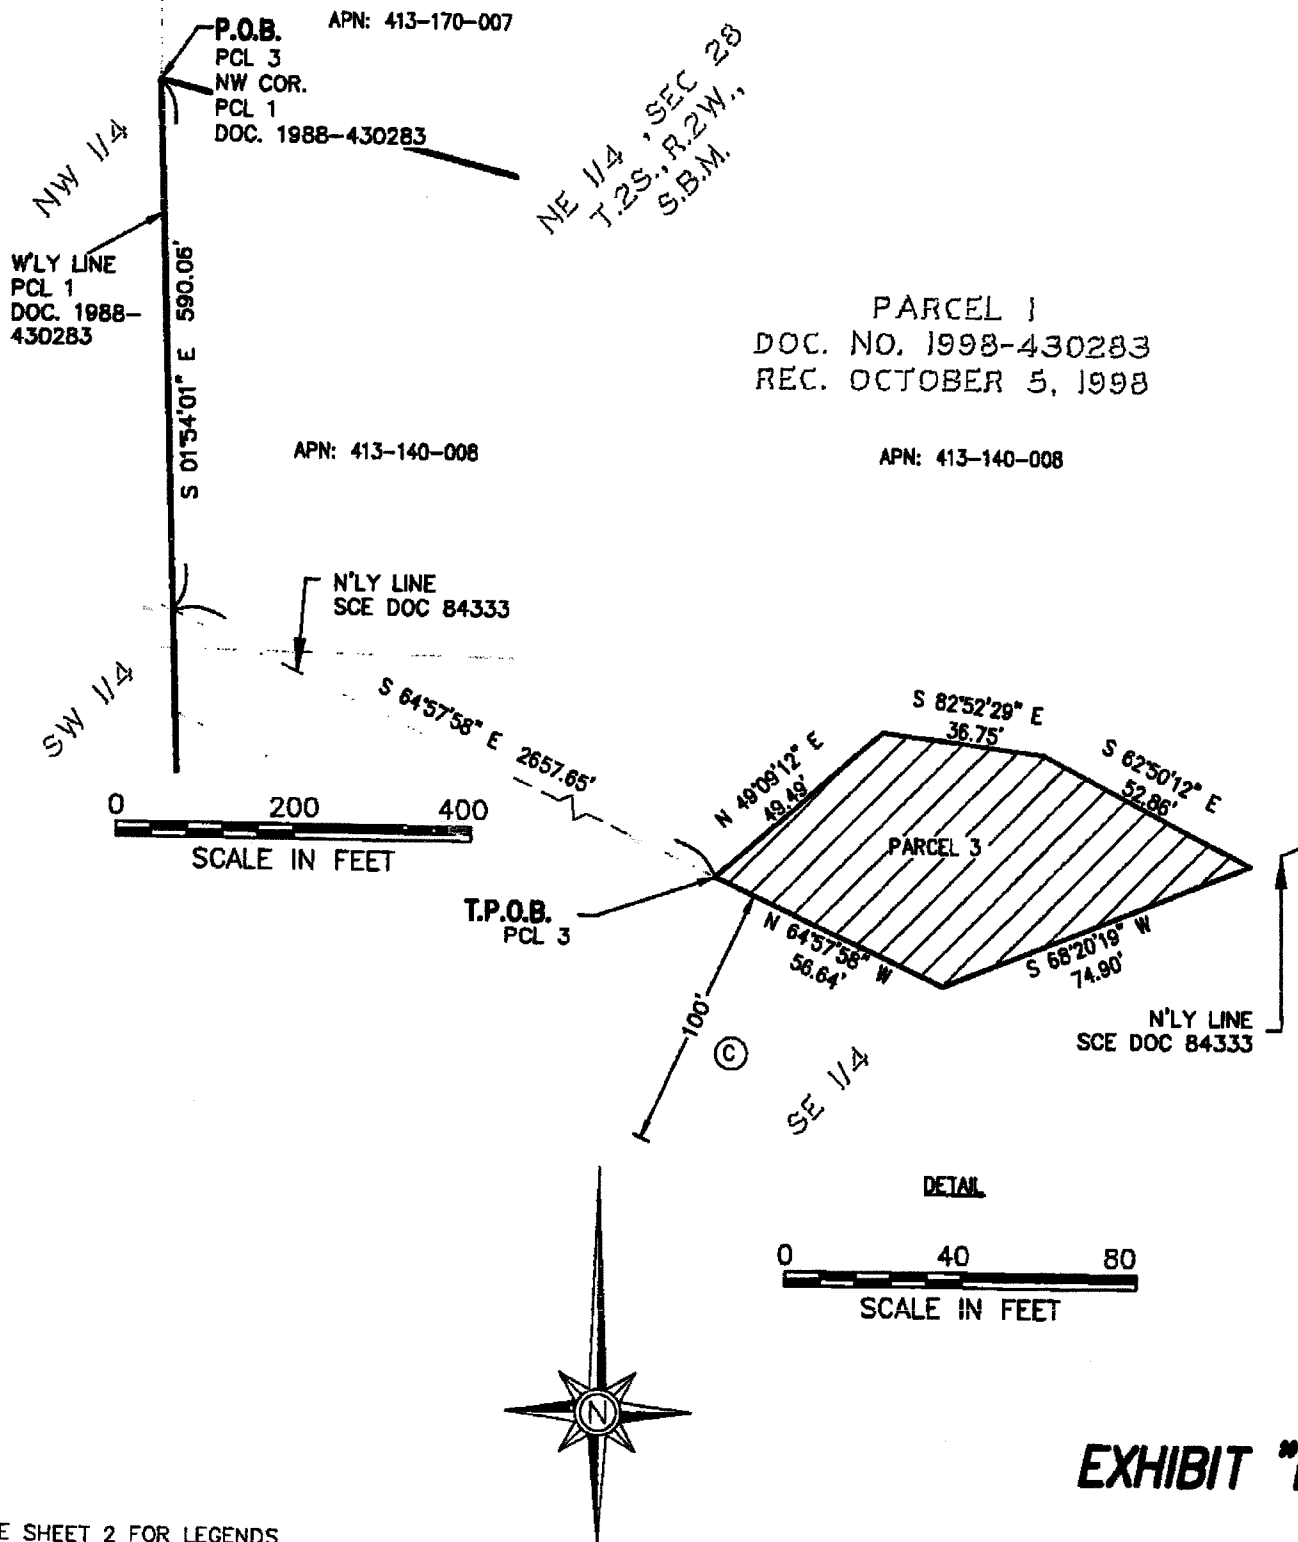 APN: 413-170-007
P.O.B.
PCL 3
NW COR.
PCL 1
DOC. 1988-430283
NW 1/4
NE 1/4 , SEC 28
T.2S., R.2W.,
S.B.M.
W'LY LINE
PCL 1
DOC. 1988-
430283
S 01°54'01" E 590.06'
PARCEL 1
DOC. NO. 1998-430283
REC. OCTOBER 5, 1998
APN: 413-140-008
APN: 413-140-008
N'LY LINE
SCE DOC 84333
SW 1/4
S 64°57'58" E 2657.65'
0 200 400
SCALE IN FEET
S 82°52'29" E
36.75'
N 49°09'12" E
49.49'
S 62°50'12" E
52.86'
PARCEL 3
T.P.O.B.
PCL 3
N 64°57'58" W
56.64'
S 68°20'19" W
74.90'
N'LY LINE
SCE DOC 84333
100'
C
SE 1/4
DETAIL
0 40 80
SCALE IN FEET
N
EXHIBIT "
E SHEET 2 FOR LEGENDS